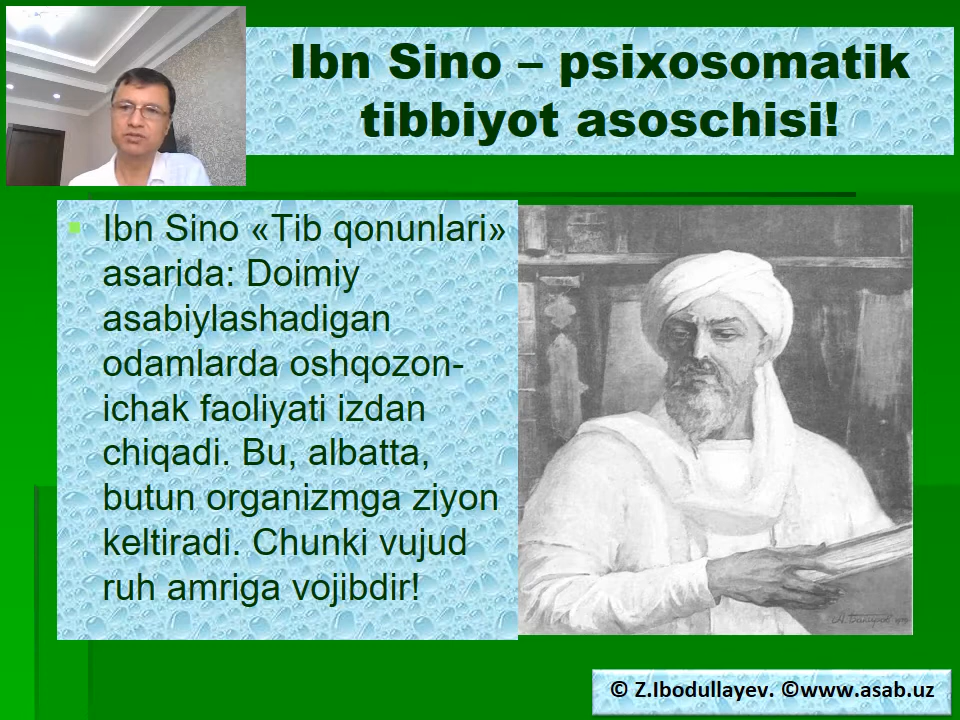 Ibn Sino – psixosomatik
tibbiyot asoschisi!
Ibn Sino «Tib qonunlari»
asarida: Doimiy
asabiylashadigan
odamlarda oshqozon-
ichak faoliyati izdan
chiqadi. Bu, albatta,
butun organizmga ziyon
keltiradi. Chunki vujud
ruh amriga vojibdir!
© Z.Ibodullayev. ©www.asab.uz